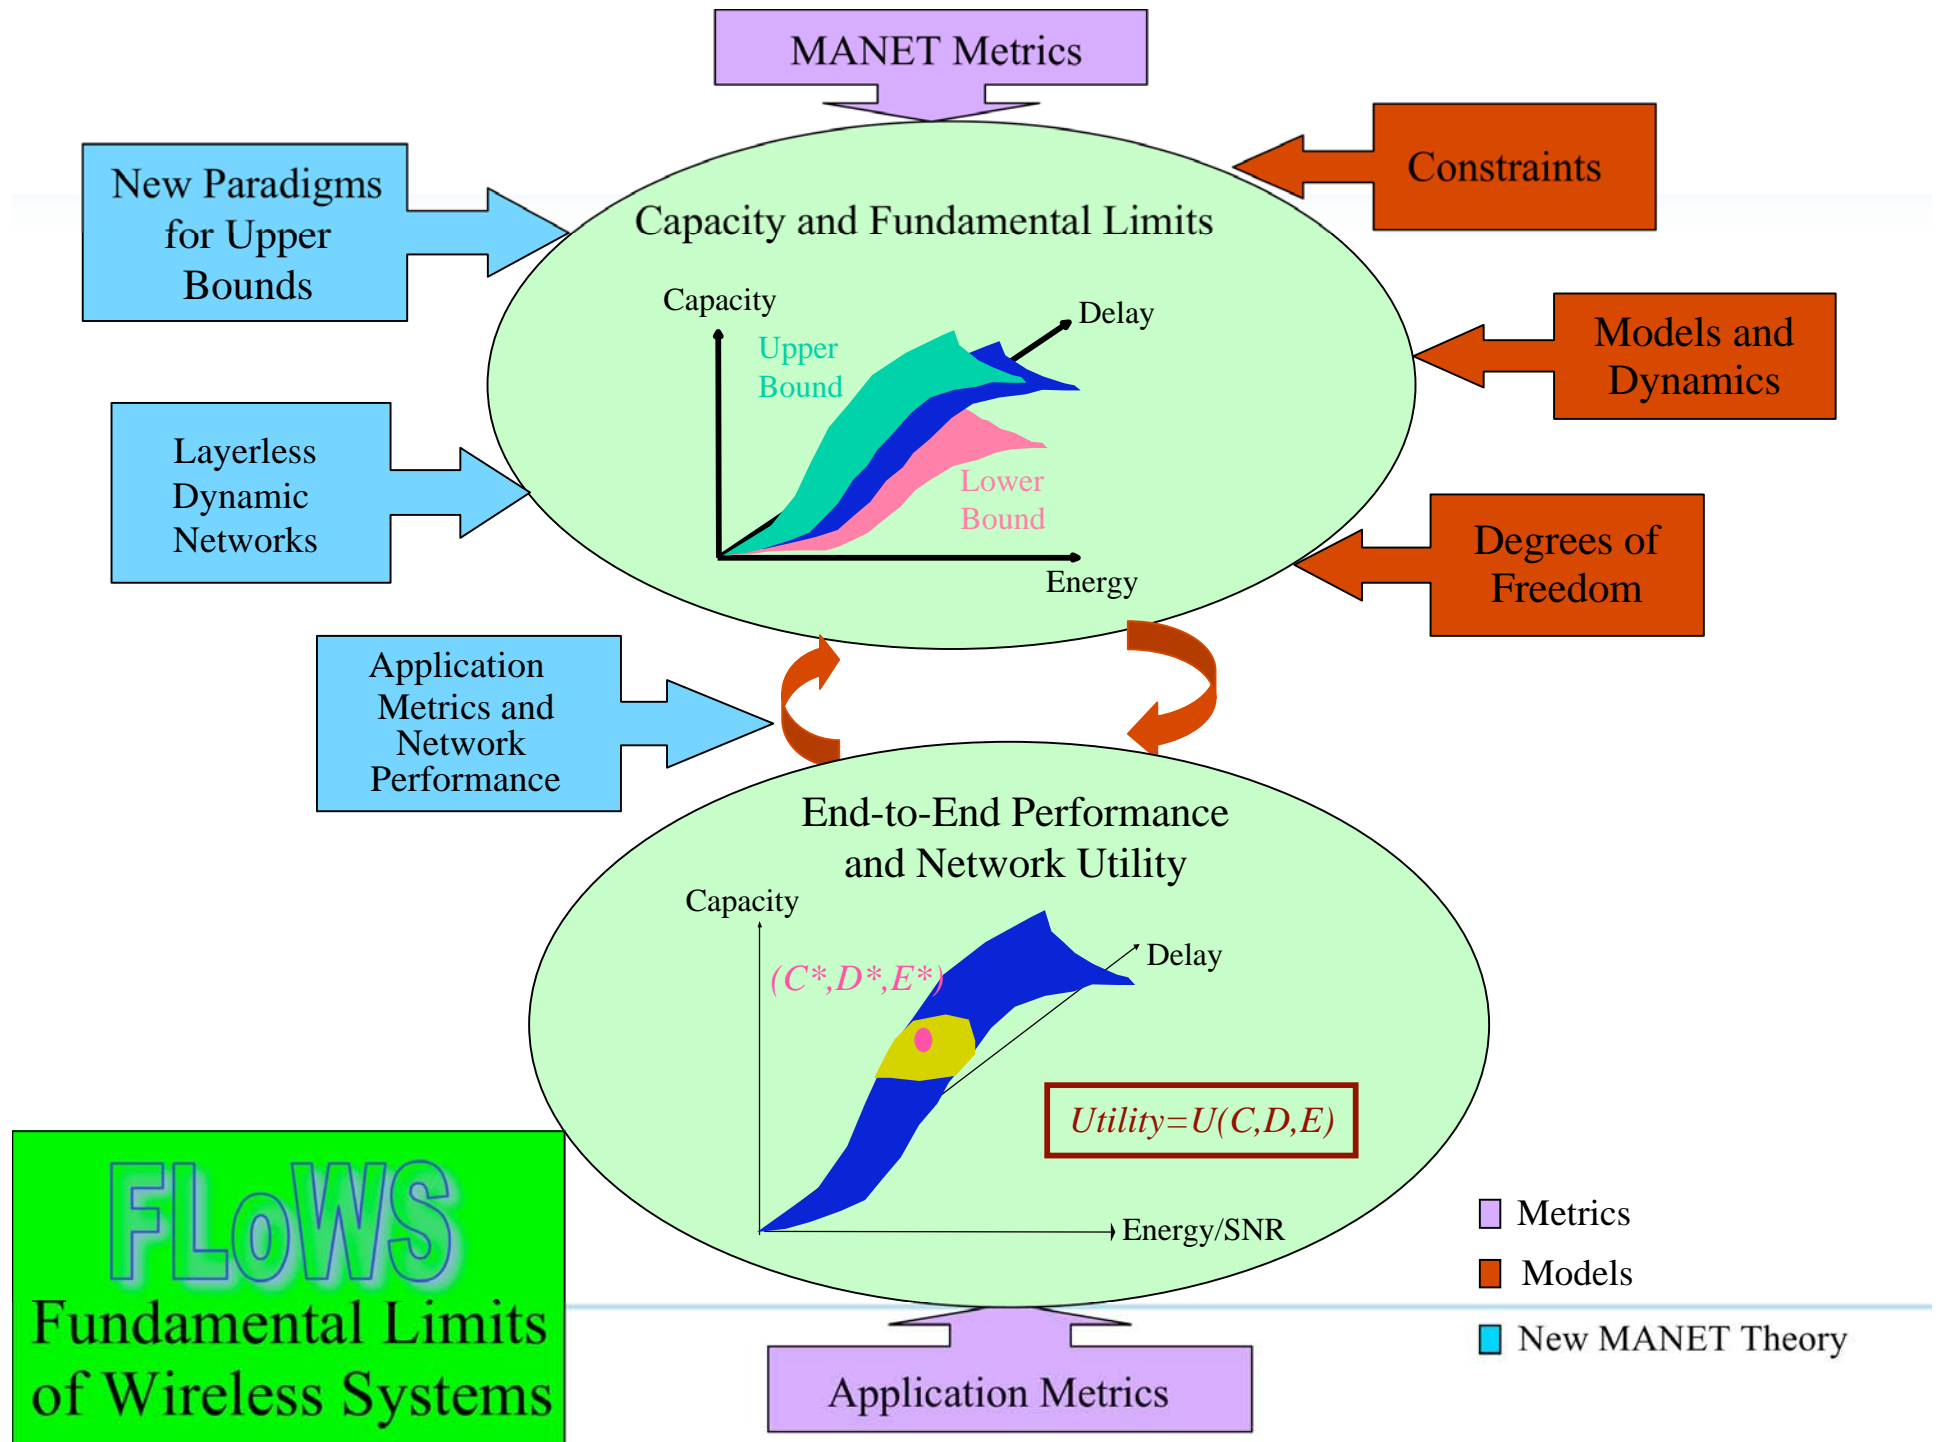 MANET Metrics
Constraints
New Paradigms
for Upper
Bounds
Capacity and Fundamental Limits
Capacity
Delay
Upper
Bound
Models and
Dynamics
Layerless
Dynamic
Networks
Lower
Bound
Energy
Degrees of
Freedom
Application
Metrics and
Network
Performance
End-to-End Performance
and Network Utility
Capacity
Delay
(C*,D*,E*)
Utility=U(C,D,E)
Energy/SNR
FLoWS
Fundamental Limits
of Wireless Systems
Metrics
Models
New MANET Theory
Application Metrics